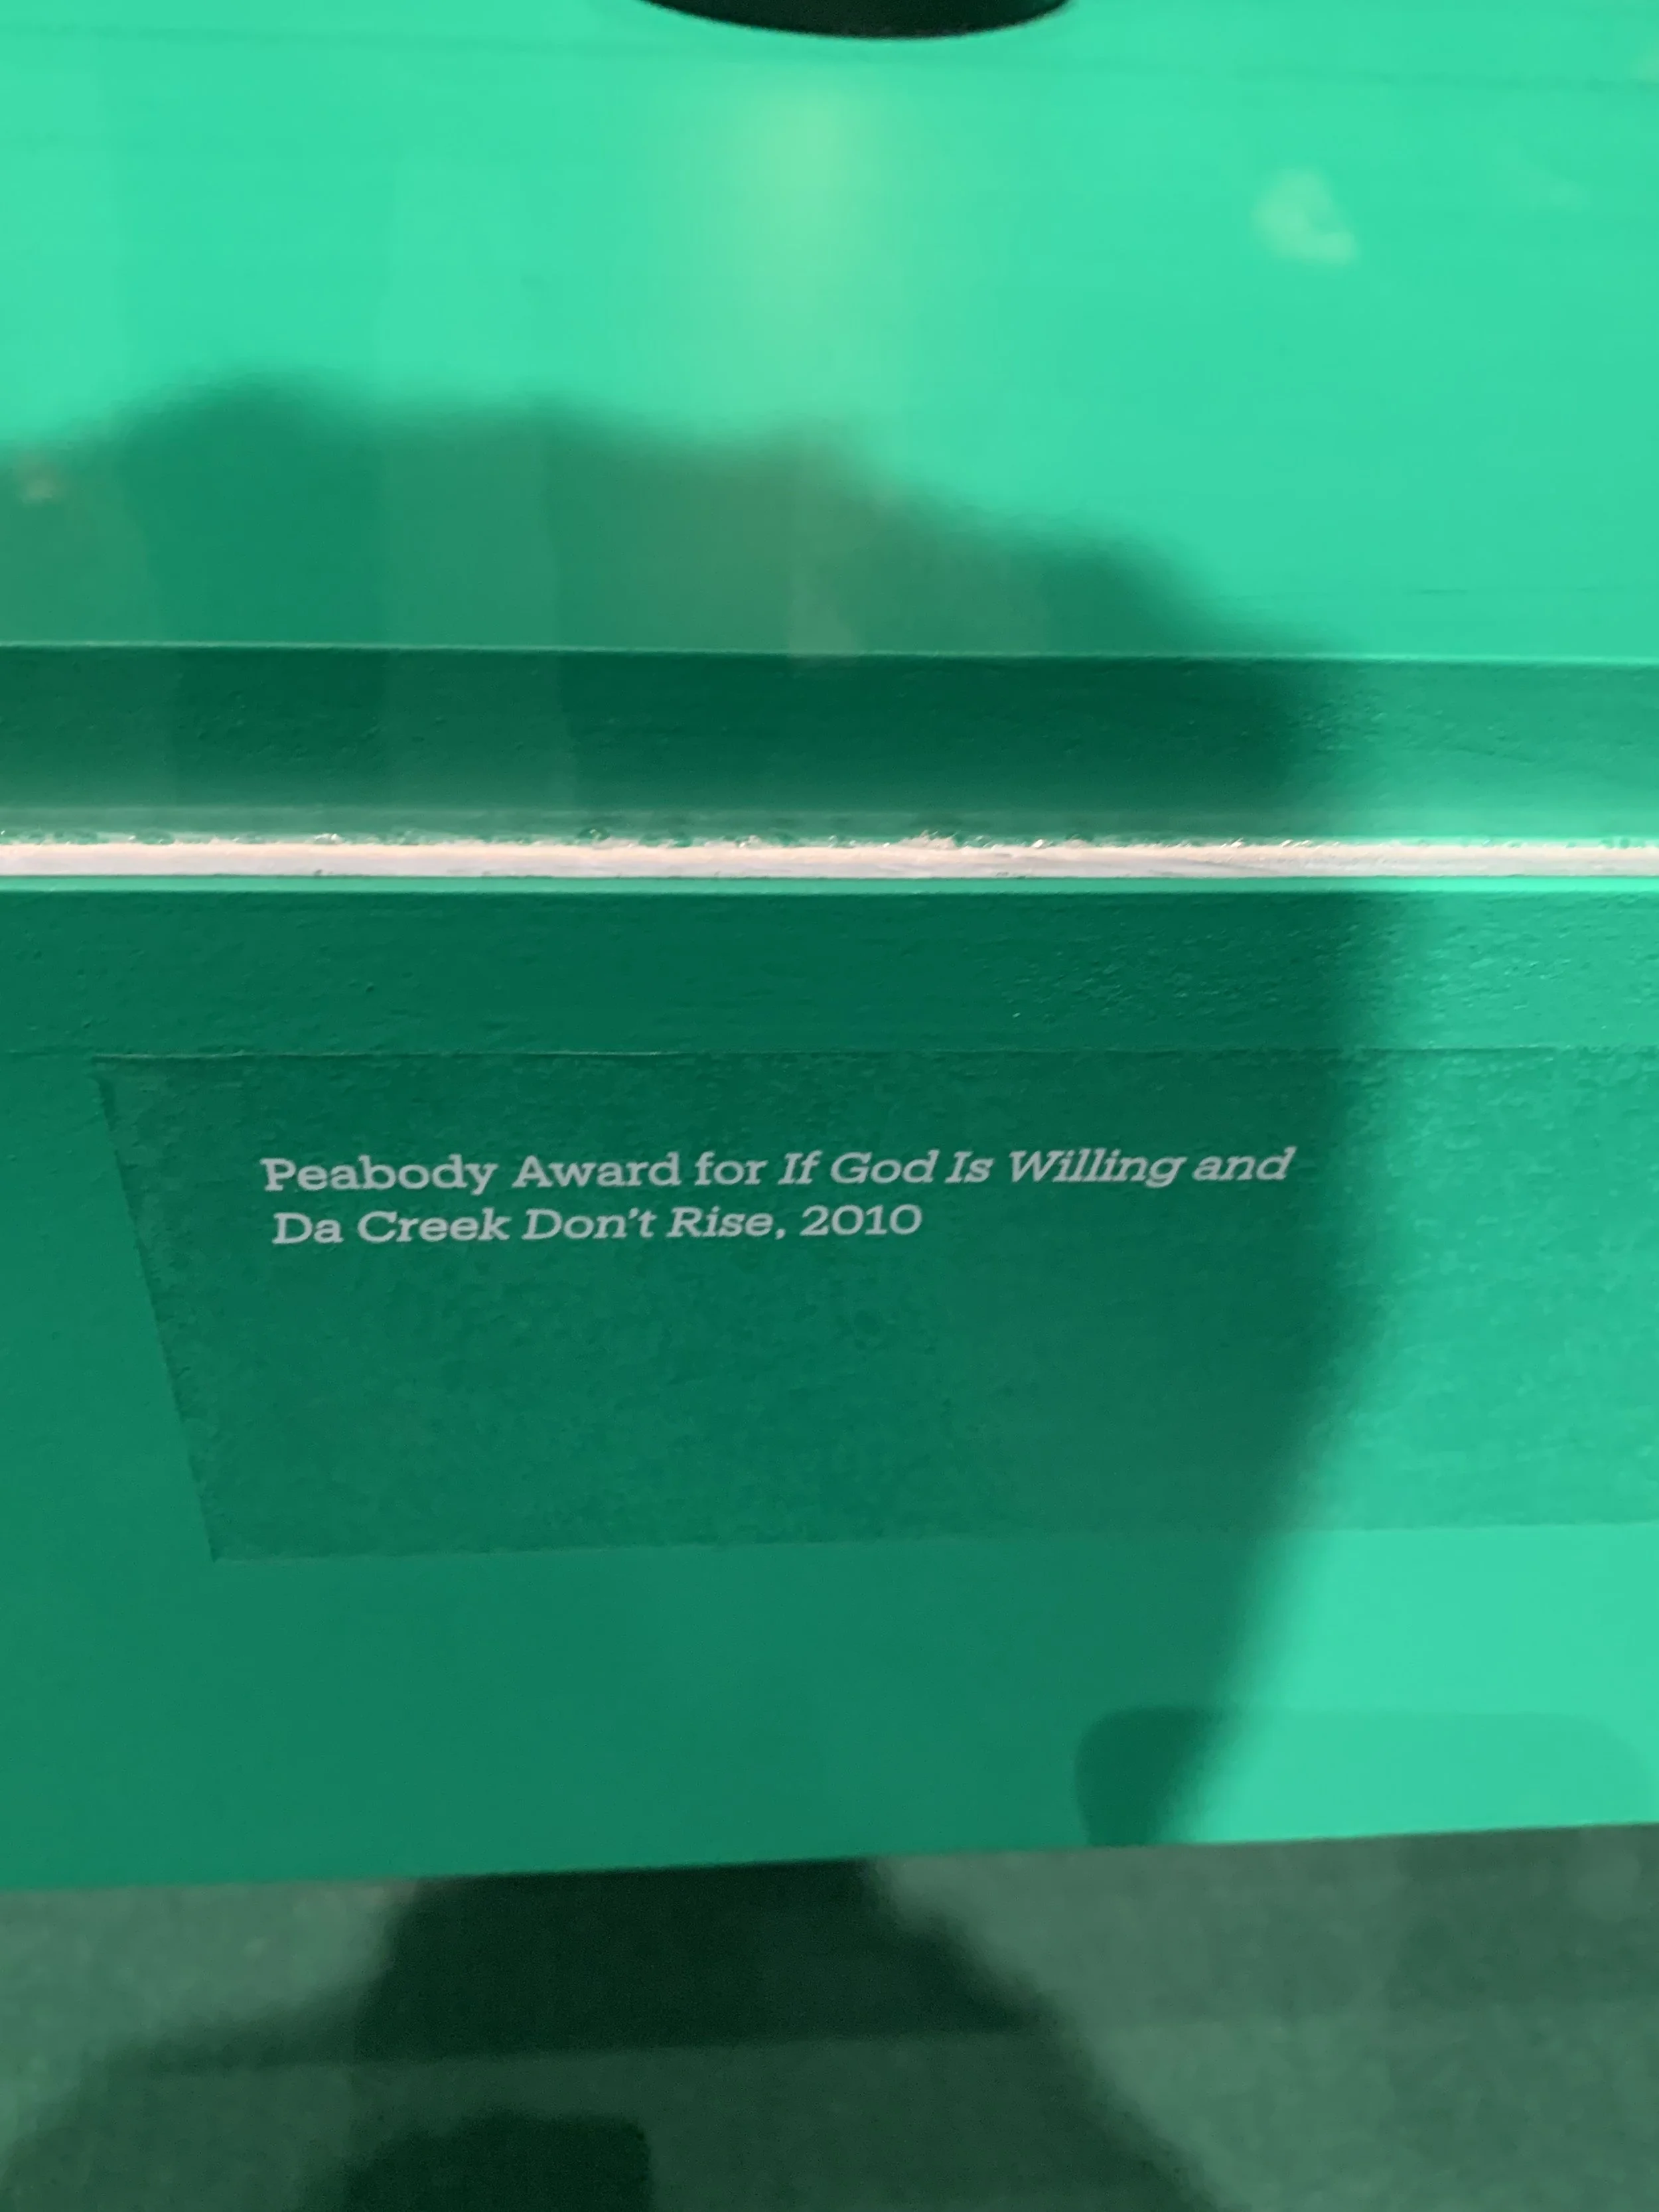 Peabody Award for If God Is Willing and
Da Creek Don't Rise, 2010